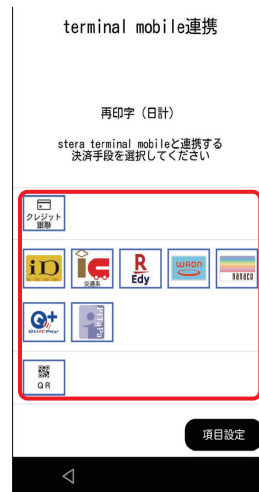 terminal mobile連携
再印字（日計）
stera terminal mobileと連携する
決済手段を選択してください
クレジット
銀聯
iD
IC
交通系
R
Edy
WAON
nanaco
Q+
QUICPay
PiTaPa
QR
項目設定